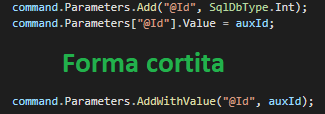 command.Parameters.Add("@Id", SqlDbType.Int);
command.Parameters["@Id"].Value = auxId;
Forma cortita
command.Parameters.AddWithValue("@Id", auxId);